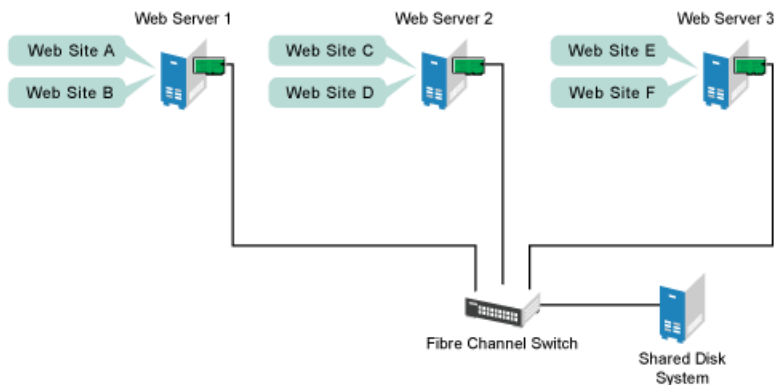 Web Server 1
Web Server 2
Web Server 3
Web Site A
Web Site C
Web Site E
Web Site B
Web Site D
Web Site F
Fibre Channel Switch
Shared Disk
System